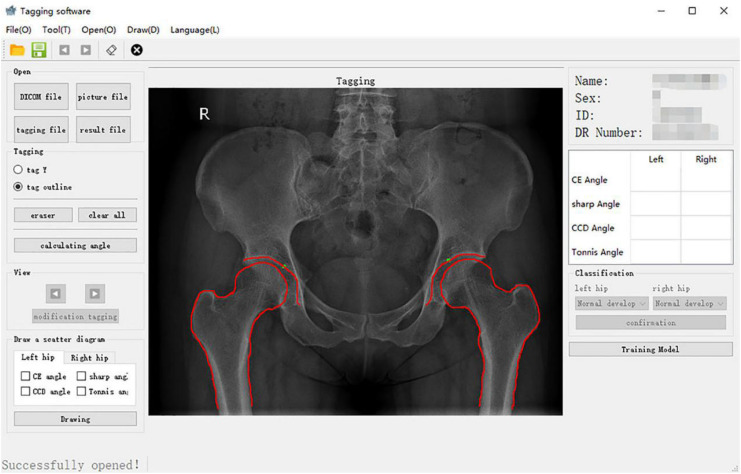 Tagging software
File(O) Tool(T) Open(O) Draw(D) Language(L)
Open
DICOM file picture file
tagging file result file
Tagging
tag Y
tag outline
eraser clear all
calculating angle
View
modification tagging
Draw a scatter diagram
Left hip Right hip
CE angle sharp ang
CCD angle Tonnis an
Drawing
Successfully opened!
Tagging
R
Name:
Sex:
ID:
DR Number:
Left Right
CE Angle
sharp Angle
CCD Angle
Tonnis Angle
Classification
left hip right hip
Normal develop Normal develop
confirmation
Training Model